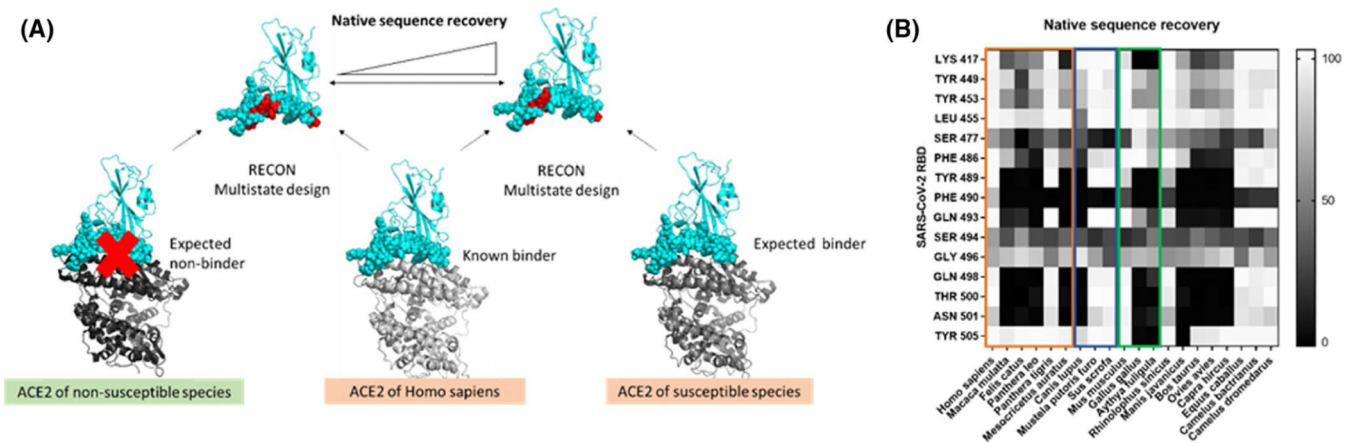 (A)
Native sequence recovery
RECON
Multistate design
RECON
Multistate design
Expected
non-binder
Known binder
Expected binder
ACE2 of non-susceptible species
ACE2 of Homo sapiens
ACE2 of susceptible species
(B)
Native sequence recovery
SARS-CoV-2 RBD
LYS 417
TYR 449
TYR 453
LEU 455
SER 477
PHE 486
TYR 489
PHE 490
GLN 493
SER 494
GLY 496
GLN 498
THR 500
ASN 501
TYR 505
100
50
0
Homo sapiens
Macaca mulatta
Felis catus
Panthera leo
Panthera tigris
Mesocricetus auratus
Canis lupus
Mustela putoris furo
Sus scrofa
Mus musculus
Gallus gallus
Aythya fuligula
Rhinolophus sinicus
Manis javanicus
Bos taurus
Ovies avies
Capra hircus
Equus caballus
Camelus bactrianus
Camelus dromedarus